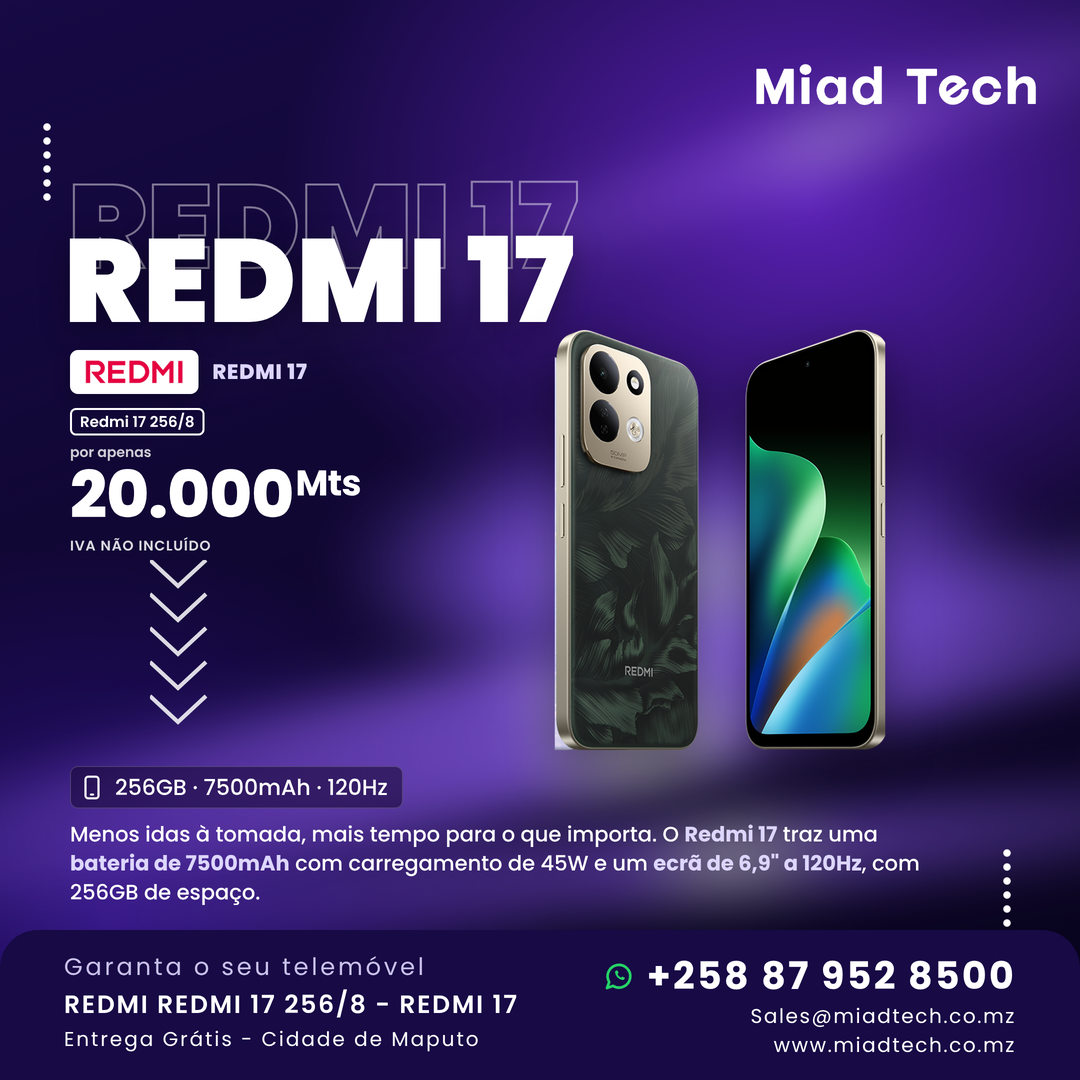 Miad Tech
REDMI 17
REDMI 17
REDMI REDMI 17
Redmi 17 256/8
por apenas
20.000Mts
IVA NÃO INCLUÍDO
REDMI
256GB · 7500mAh · 120Hz
Menos idas à tomada, mais tempo para o que importa. O Redmi 17 traz uma
bateria de 7500mAh com carregamento de 45W e um ecrã de 6,9" a 120Hz, com
256GB de espaço.
Garanta o seu telemóvel
REDMI REDMI 17 256/8 - REDMI 17
Entrega Grátis - Cidade de Maputo
+258 87 952 8500
Sales@miadtech.co.mz
www.miadtech.co.mz